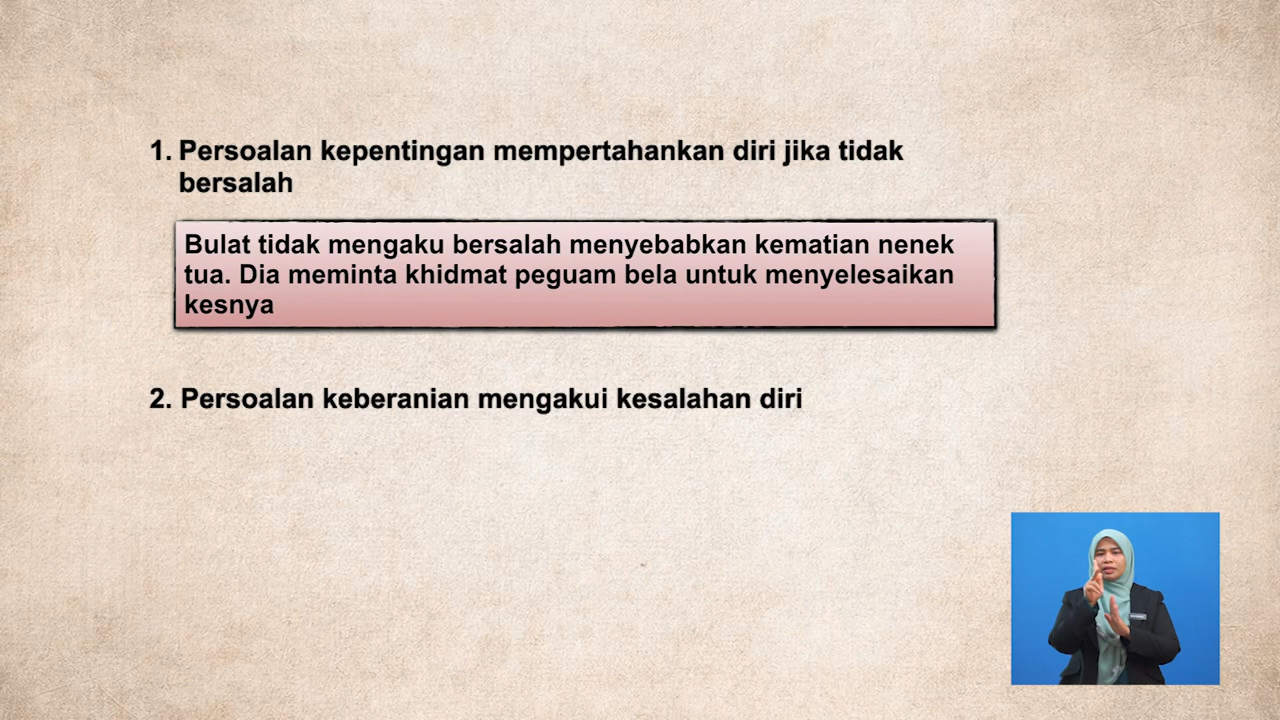 1. Persoalan kepentingan mempertahankan diri jika tidak
bersalah
Bulat tidak mengaku bersalah menyebabkan kematian nenek
tua. Dia meminta khidmat peguam bela untuk menyelesaikan
kesnya
2. Persoalan keberanian mengakui kesalahan diri